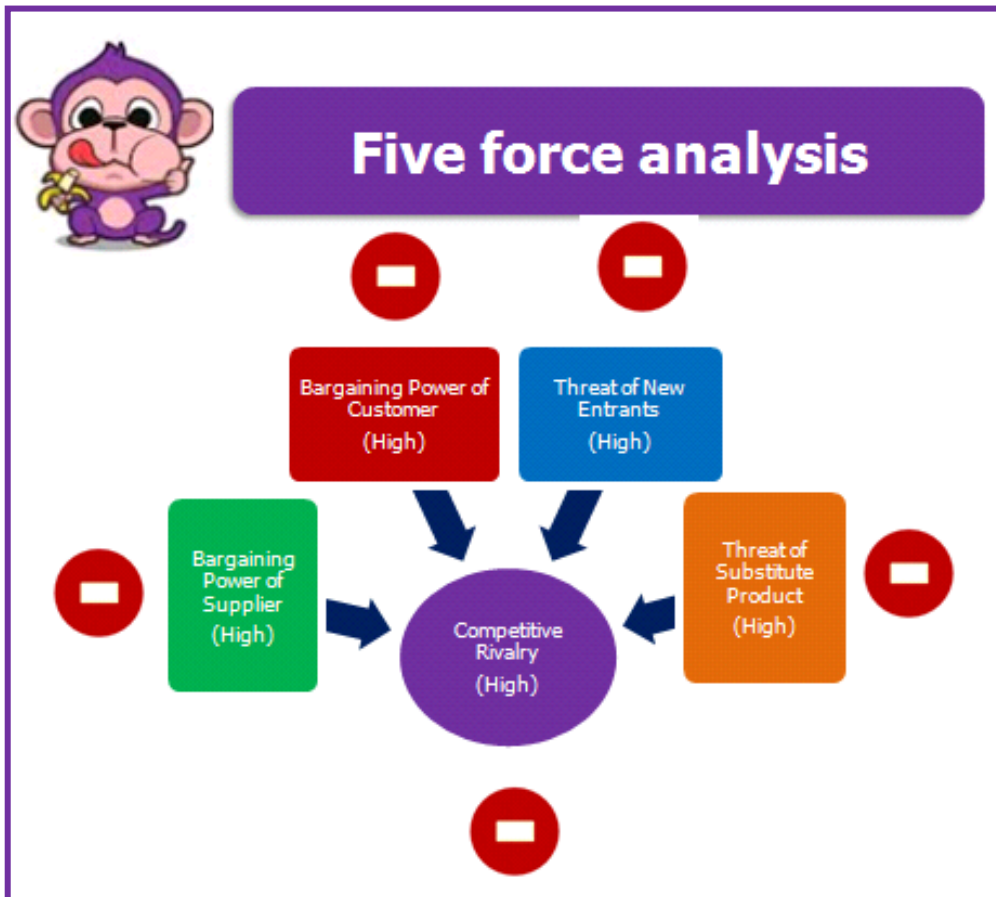 Five force analysis
Bargaining Power of
Customer
(High)
Threat of New
Entrants
(High)
Bargaining
Power of
Supplier
(High)
Threat of
Substitute
Product
(High)
Competitive
Rivalry
(High)